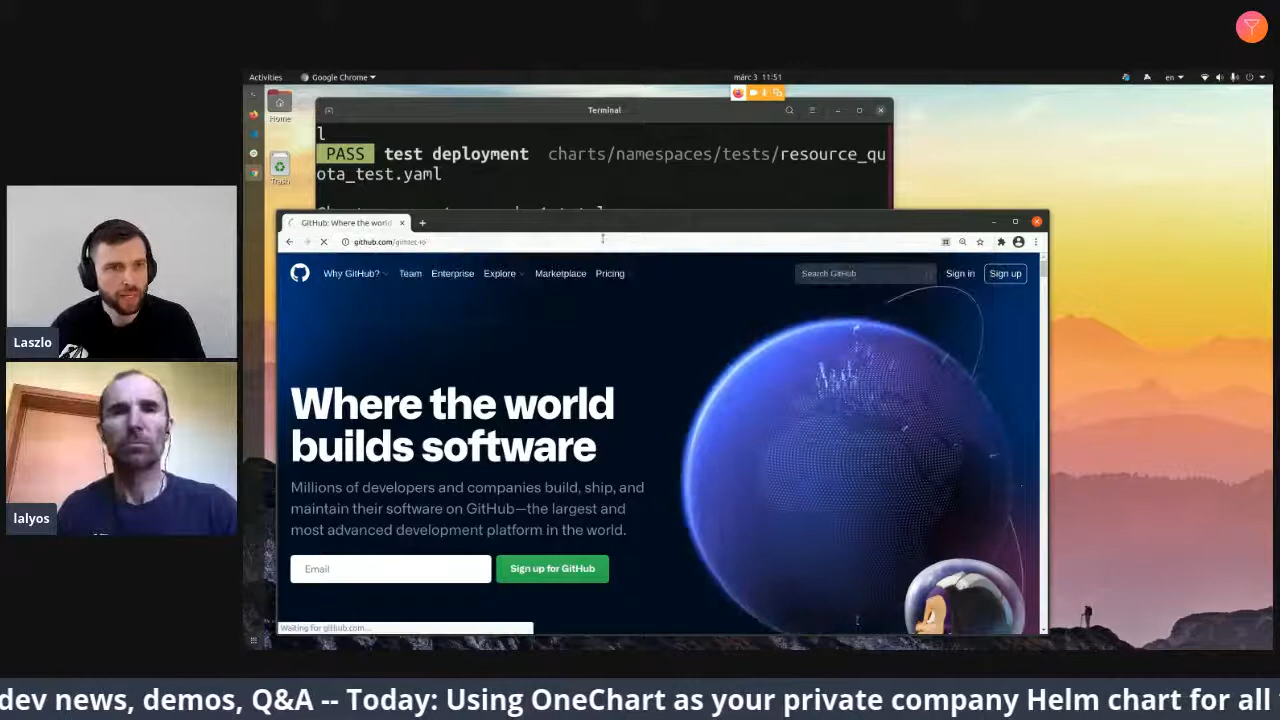 Activities
Google Chrome
márc 3 11:51
en
Home
Trash
Terminal
l
PASS test deployment charts/namespaces/tests/resource_qu
ota_test.yaml
GitHub: Where the world
Why GitHub?
Team
Enterprise
Explore
Marketplace
Pricing
Search GitHub
Sign in
Sign up
Where the world
builds software
Millions of developers and companies build, ship, and
maintain their software on GitHub—the largest and
most advanced development platform in the world.
Email
Sign up for GitHub
Waiting for github.com...
Laszlo
lalyos
dev news, demos, Q&A -- Today: Using OneChart as your private company Helm chart for all